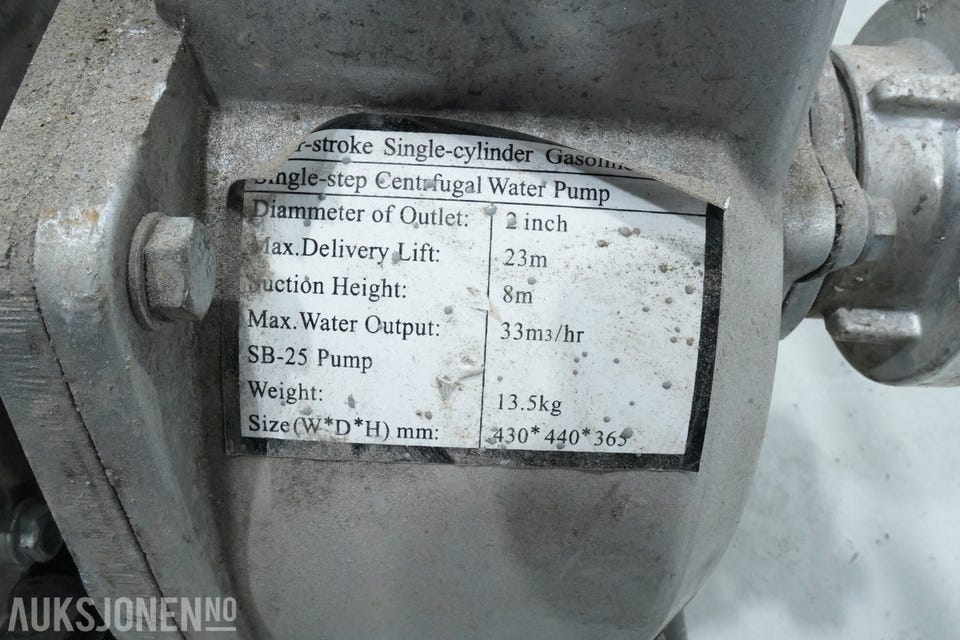 r-stroke Single-cylinder Gasolin
Single-step Centrifugal Water Pump
Diammeter of Outlet: 2 inch
Max.Delivery Lift: 23m
Suction Height: 8m
Max.Water Output: 33m3/hr
SB-25 Pump
Weight: 13.5kg
Size(W*D*H) mm: 430*440*365
AUKSJONEN.NO